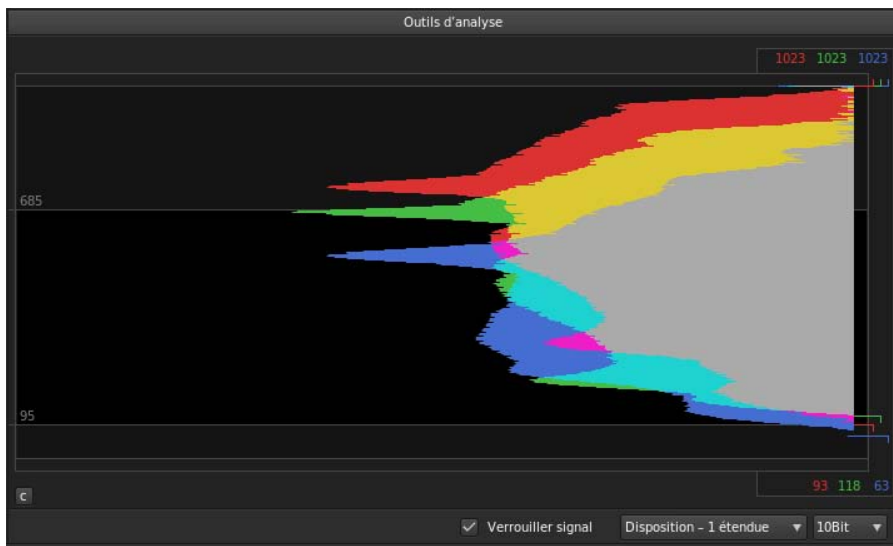 Outils d'analyse
1023 1023 1023
685
95
93 118 63
C
Verrouiller signal Disposition – 1 étendue 10Bit